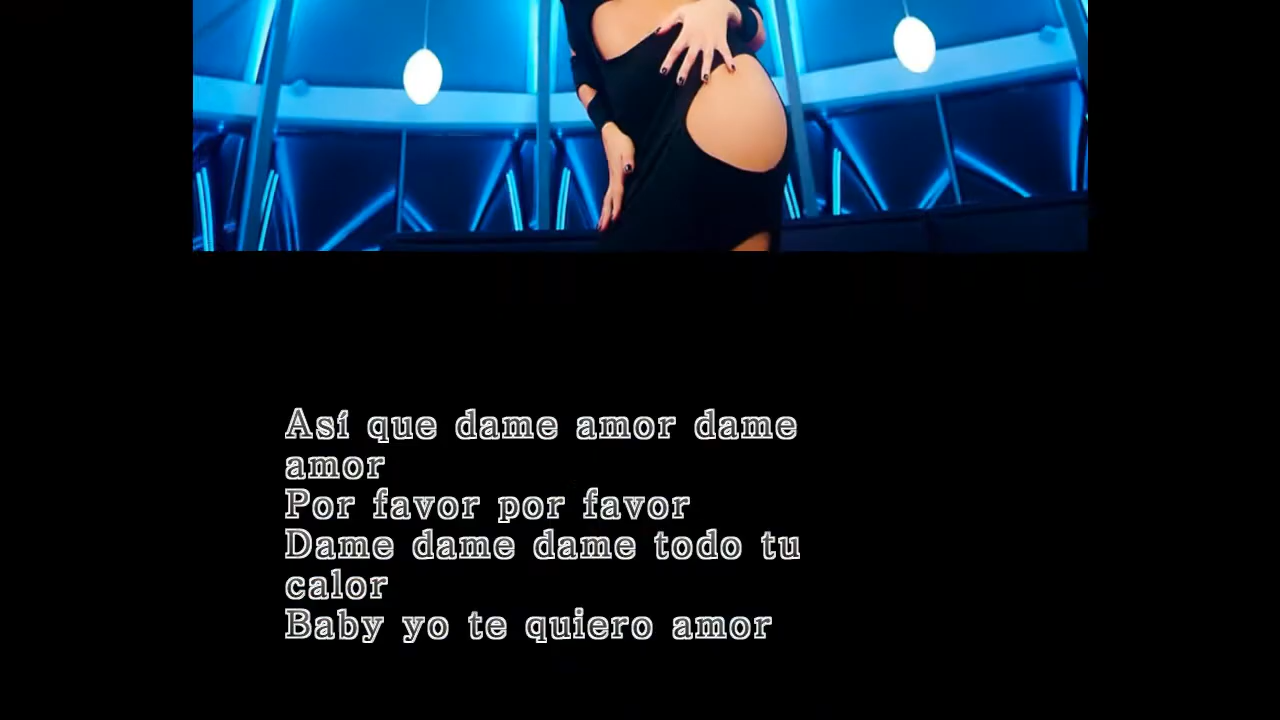 Así que dame amor dame
amor
Por favor por favor
Dame dame dame todo tu
calor
Baby yo te quiero amor